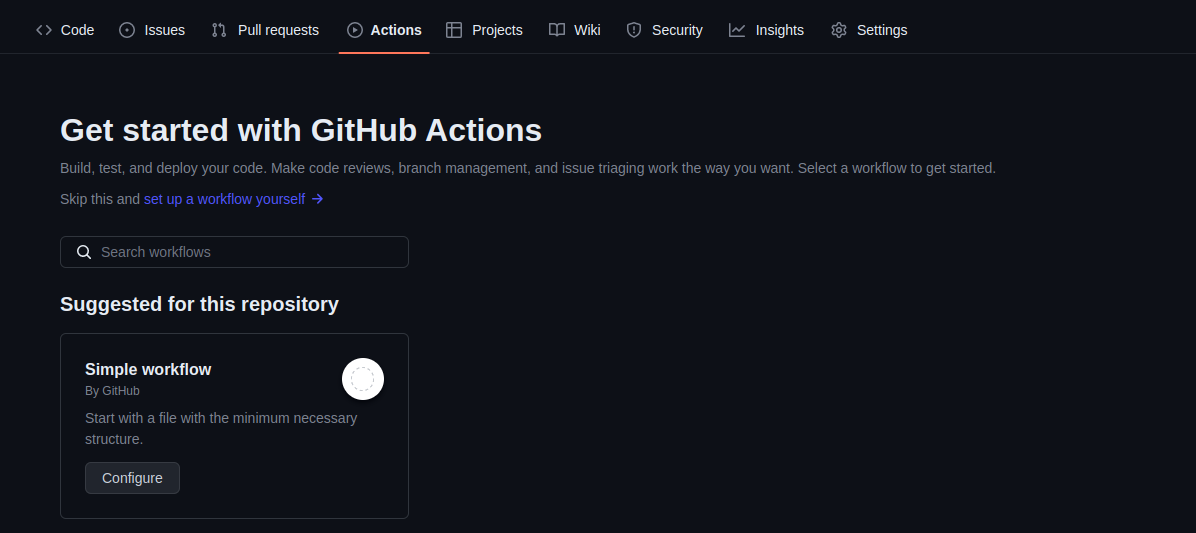 Code Issues Pull requests Actions Projects Wiki Security Insights Settings
Get started with GitHub Actions
Build, test, and deploy your code. Make code reviews, branch management, and issue triaging work the way you want. Select a workflow to get started.
Skip this and set up a workflow yourself →
Search workflows
Suggested for this repository
Simple workflow
By GitHub
Start with a file with the minimum necessary
structure.
Configure